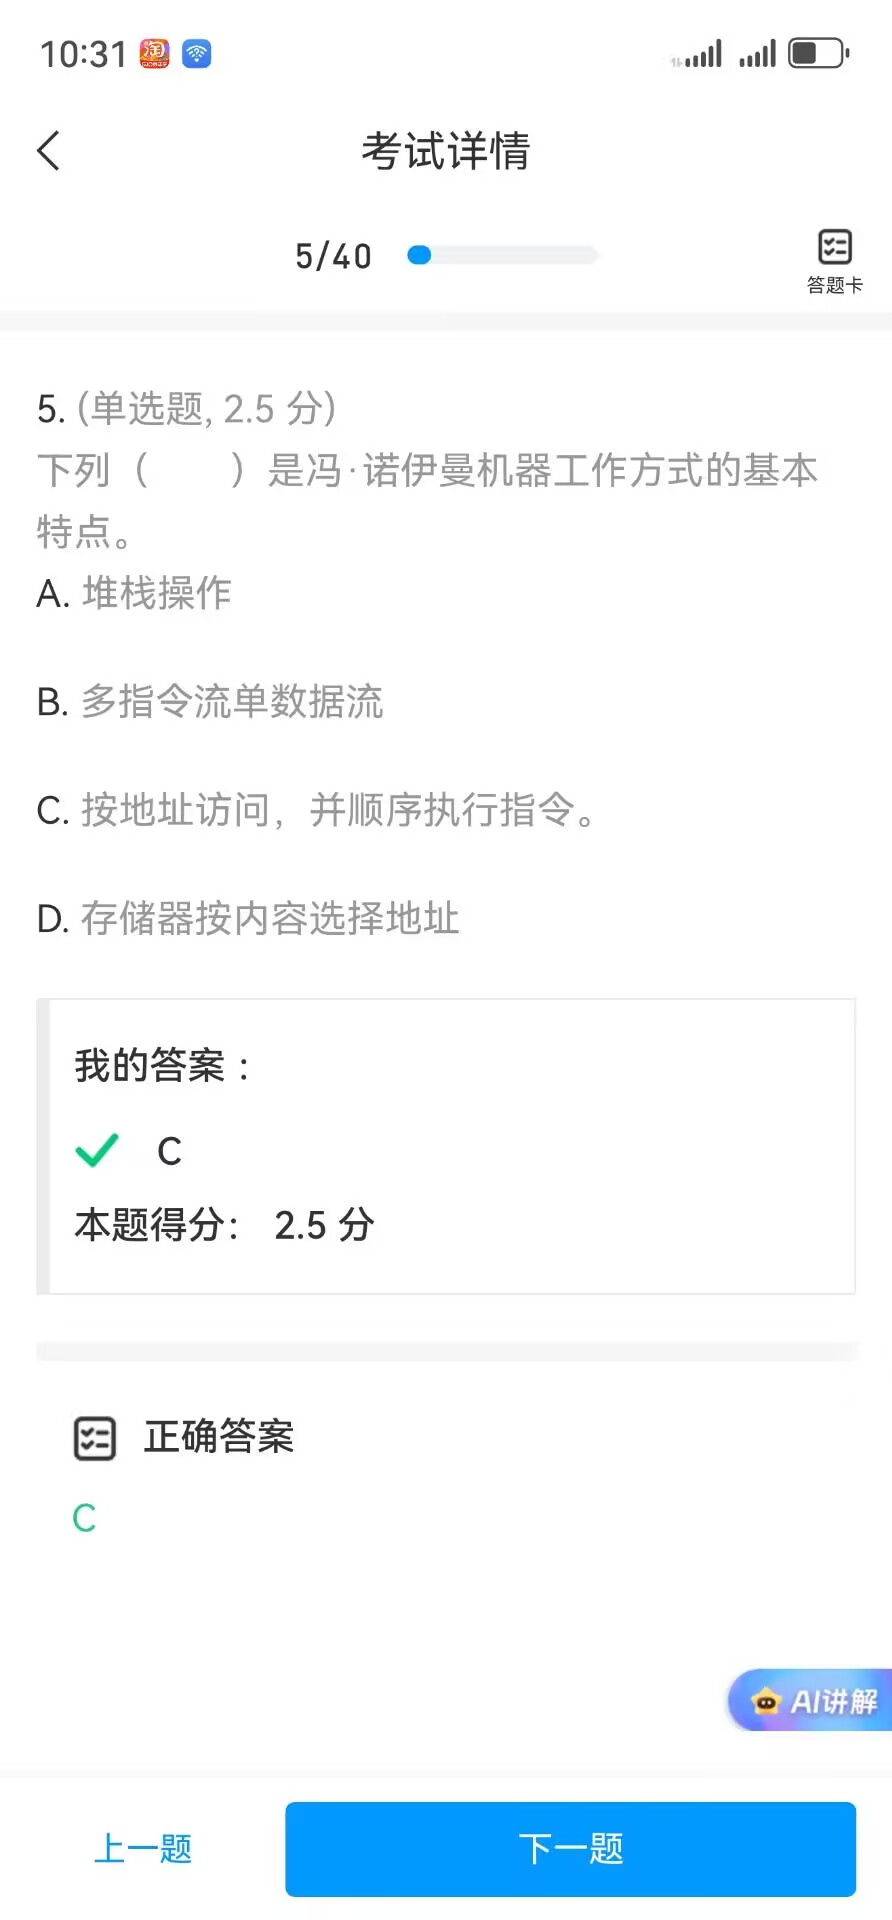 10:31
考试详情
5/40
答题卡
5. (单选题, 2.5 分)
下列（　　）是冯·诺伊曼机器工作方式的基本
特点。
A. 堆栈操作
B. 多指令流单数据流
C. 按地址访问，并顺序执行指令。
D. 存储器按内容选择地址
我的答案：
C
本题得分： 2.5 分
正确答案
C
AI讲解
上一题
下一题